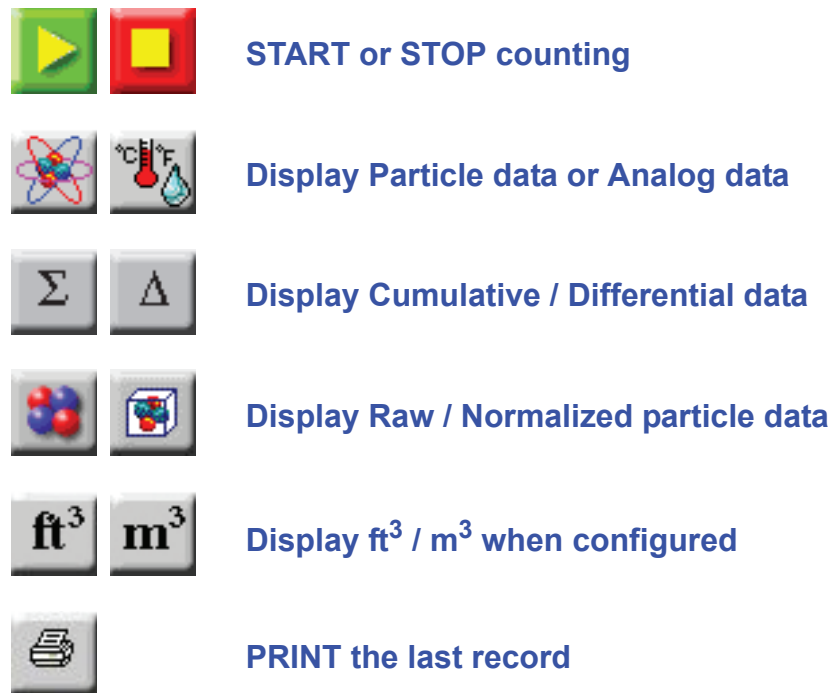 START or STOP counting
°C °F Display Particle data or Analog data
Σ Δ Display Cumulative / Differential data
Display Raw / Normalized particle data
ft³ m³ Display ft³ / m³ when configured
PRINT the last record